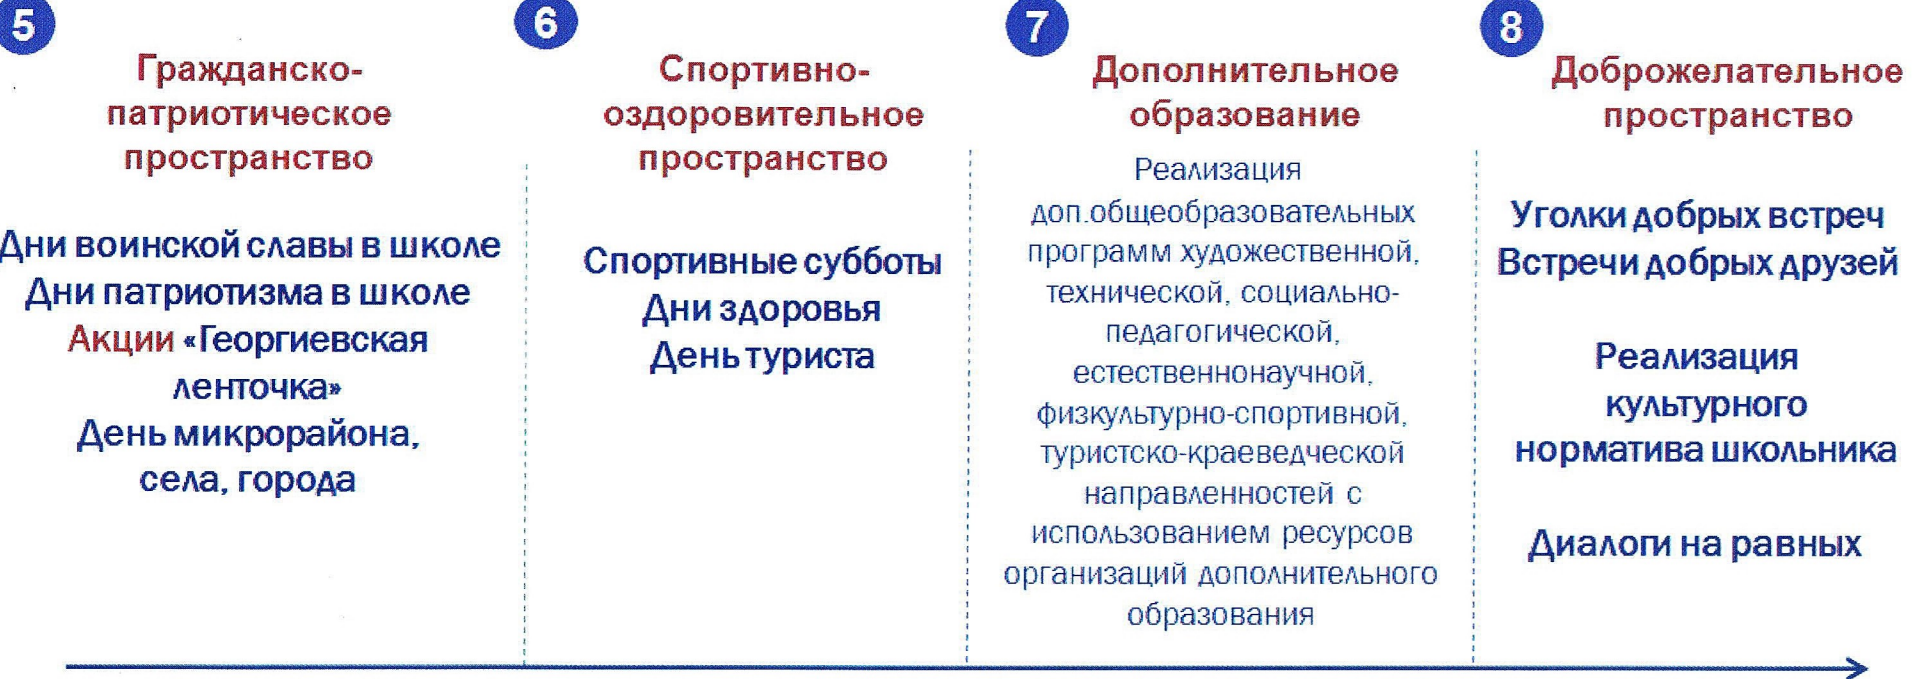 5
Гражданско-
патриотическое
пространство
Дни воинской славы в школе
Дни патриотизма в школе
Акции «Георгиевская
ленточка»
День микрорайона,
села, города
6
Спортивно-
оздоровительное
пространство
Спортивные субботы
Дни здоровья
День туриста
7
Дополнительное
образование
Реализация
доп.общеобразовательных
программ художественной,
технической, социально-
педагогической,
естественнонаучной,
физкультурно-спортивной,
туристско-краеведческой
направленностей с
использованием ресурсов
организаций дополнительного
образования
8
Доброжелательное
пространство
Уголки добрых встреч
Встречи добрых друзей
Реализация
культурного
норматива школьника
Диалоги на равных